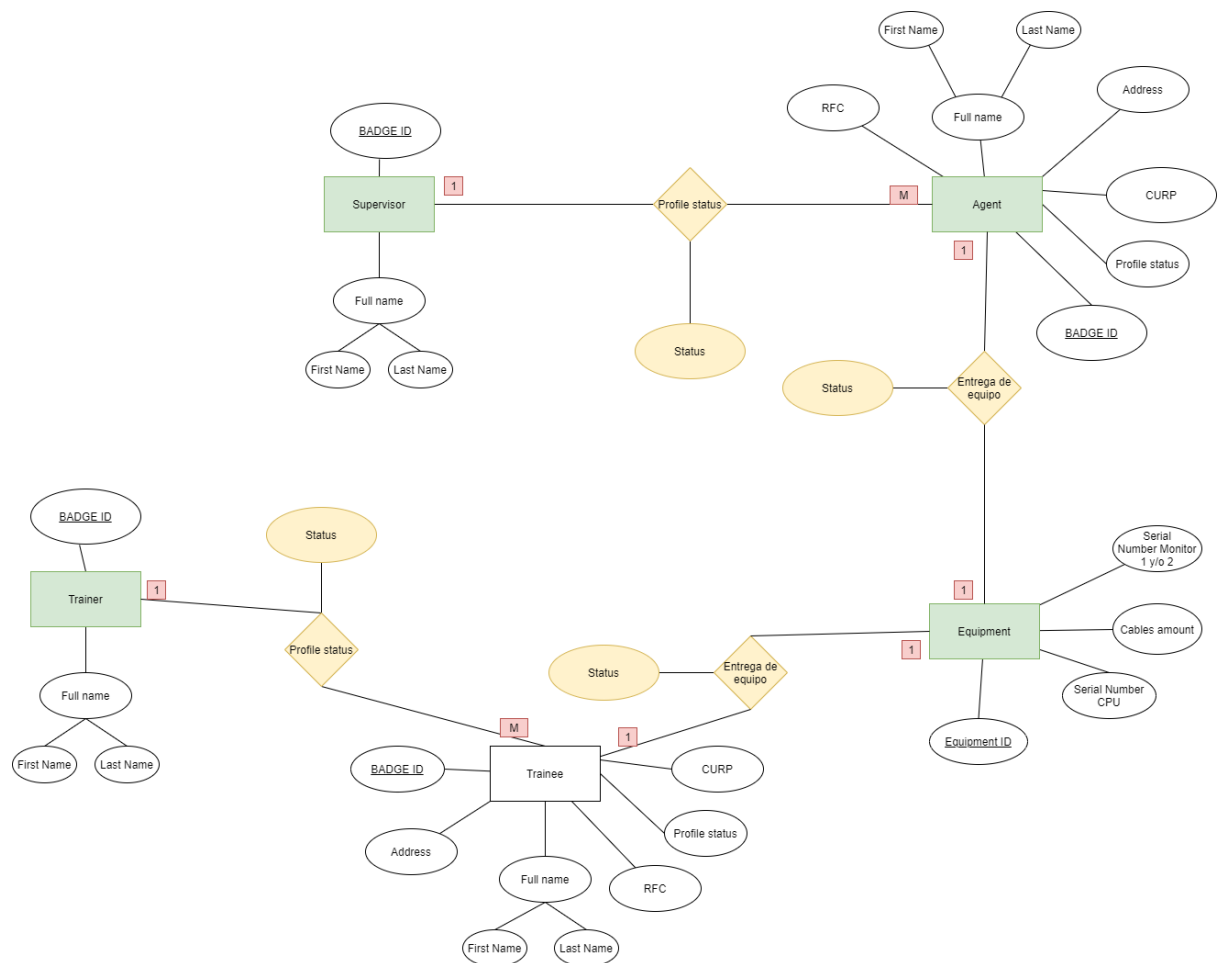 First Name
Last Name
Address
RFC
Full name
BADGE ID
1
M
Supervisor
Profile status
Agent
CURP
1
Profile status
Full name
BADGE ID
Status
First Name
Last Name
Status
Entrega de
equipo
BADGE ID
Status
Serial
Number Monitor
1 y/o 2
1
1
Trainer
Equipment
Cables amount
1
Profile status
Status
Entrega de
equipo
Full name
Serial Number
CPU
M
1
Equipment ID
First Name
Last Name
BADGE ID
Trainee
CURP
Profile status
Address
Full name
RFC
First Name
Last Name